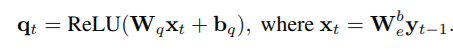 q_t = ReLU(W_q x_t + b_q), where x_t = W_e^b y_{t−1}.